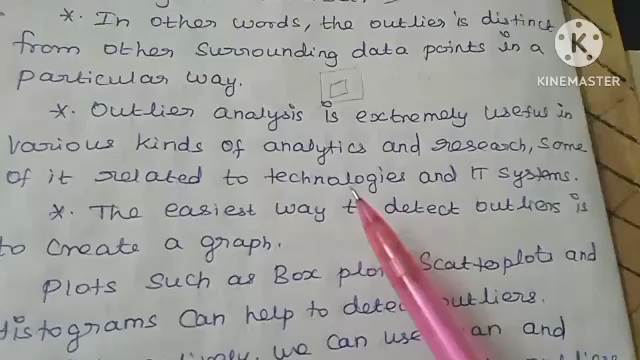 *. In other words, the outlier is distinct
from other surrounding data points in a
particular way.
*. Outlier analysis is extremely useful in
various kinds of analytics and research, some
of it related to technologies and IT systems.
*. The easiest way to detect outliers is
to create a graph.
Plots Such as Box plots, Scatterplots and
Histograms can help to detect outliers.
we can use and
K
KINEMASTER